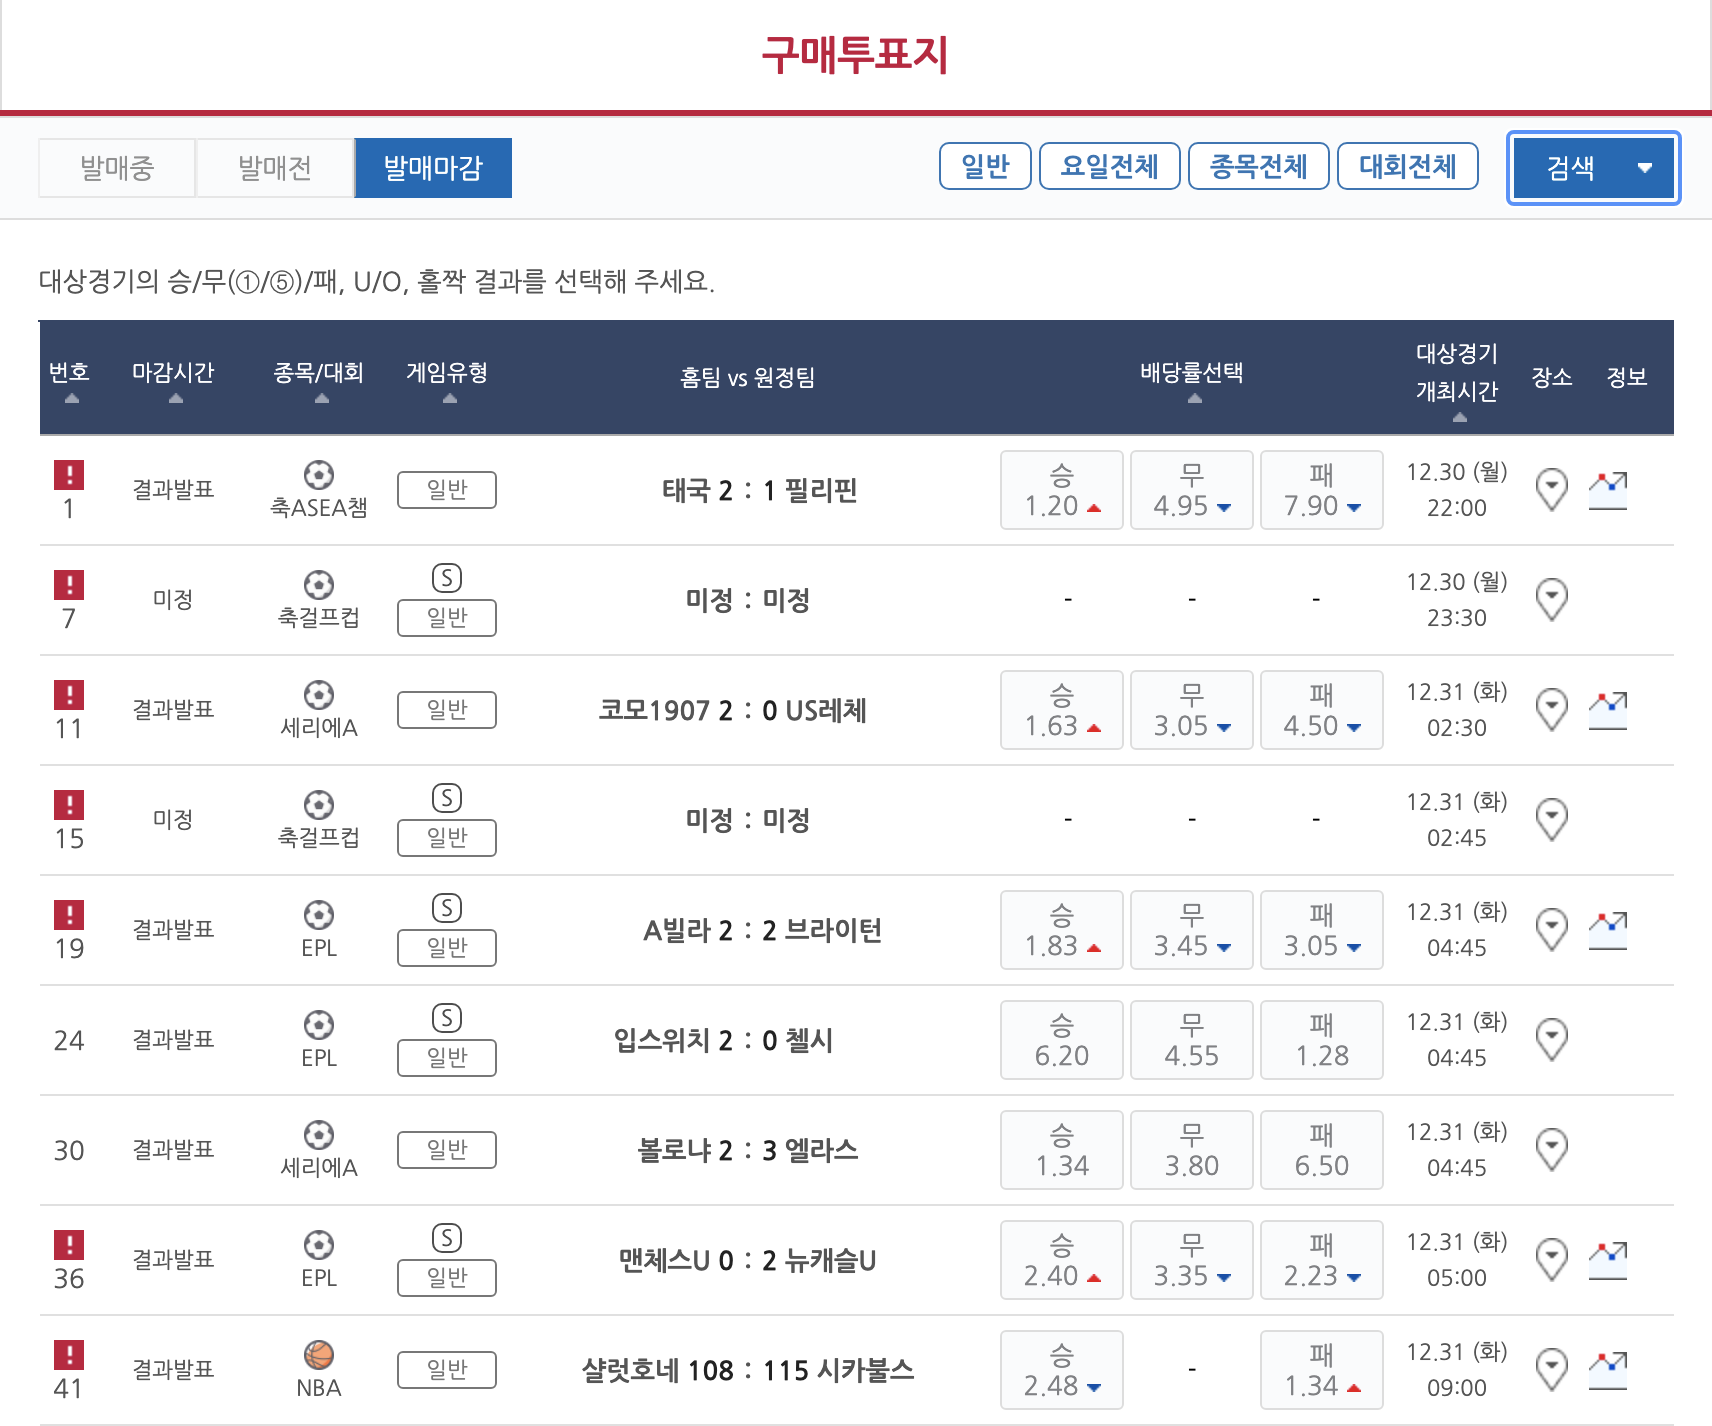 구매투표지
발매중 발매전 발매마감 일반 요일전체 종목전체 대회전체 검색
대상경기의 승/무(①/⑤)/패, U/O, 홀짝 결과를 선택해 주세요.
번호 마감시간 종목/대회 게임유형 홈팀 vs 원정팀 배당률선택 대상경기 개최시간 장소 정보
! 1 결과발표 축ASEA챔 일반 태국 2 : 1 필리핀 승 1.20 무 4.95 패 7.90 12.30 (월) 22:00
! 7 미정 축걸프컵 S 일반 미정 : 미정 - - - 12.30 (월) 23:30
! 11 결과발표 세리에A 일반 코모1907 2 : 0 US레체 승 1.63 무 3.05 패 4.50 12.31 (화) 02:30
! 15 미정 축걸프컵 S 일반 미정 : 미정 - - - 12.31 (화) 02:45
! 19 결과발표 EPL S 일반 A빌라 2 : 2 브라이턴 승 1.83 무 3.45 패 3.05 12.31 (화) 04:45
24 결과발표 EPL S 일반 입스위치 2 : 0 첼시 승 6.20 무 4.55 패 1.28 12.31 (화) 04:45
30 결과발표 세리에A 일반 볼로냐 2 : 3 엘라스 승 1.34 무 3.80 패 6.50 12.31 (화) 04:45
! 36 결과발표 EPL S 일반 맨체스U 0 : 2 뉴캐슬U 승 2.40 무 3.35 패 2.23 12.31 (화) 05:00
! 41 결과발표 NBA 일반 샬럿호네 108 : 115 시카불스 승 2.48 - 패 1.34 12.31 (화) 09:00